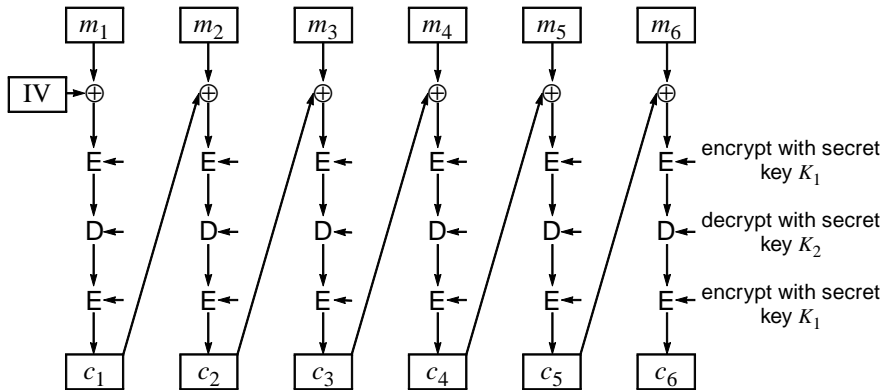 m1 m2 m3 m4 m5 m6
IV ⊕ ⊕ ⊕ ⊕ ⊕ ⊕
E E E E E E encrypt with secret
key K1
D D D D D D decrypt with secret
key K2
E E E E E E encrypt with secret
key K1
c1 c2 c3 c4 c5 c6